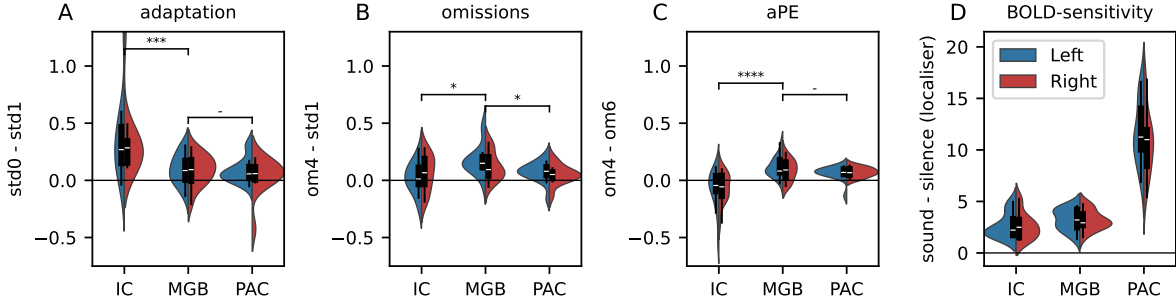 A adaptation
std0 - std1
1.0
0.5
0.0
−0.5
***
-
IC MGB PAC
B omissions
om4 - std1
1.0
0.5
0.0
−0.5
*
*
IC MGB PAC
C aPE
om4 - om6
1.0
0.5
0.0
−0.5
****
-
IC MGB PAC
D BOLD-sensitivity
sound - silence (localiser)
20
15
10
5
0
Left
Right
IC MGB PAC